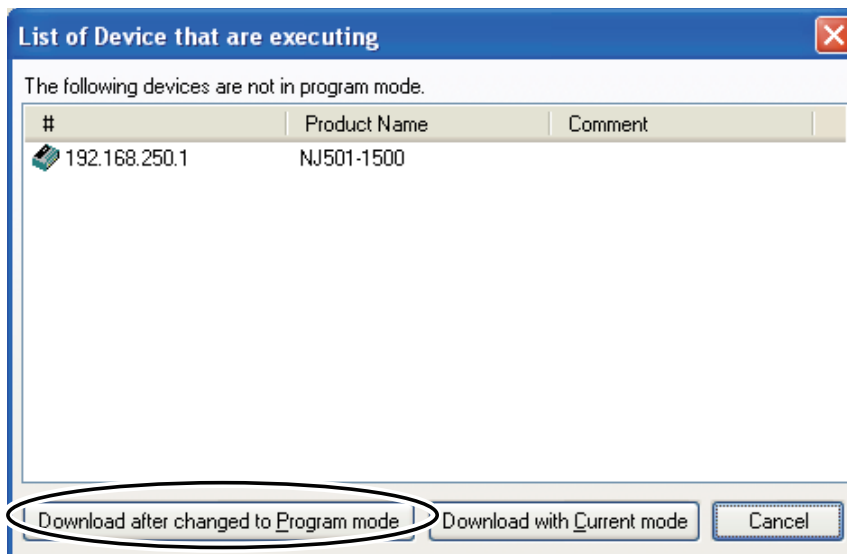 List of Device that are executing
The following devices are not in program mode.
# Product Name Comment
192.168.250.1 NJ501-1500
Download after changed to Program mode Download with Current mode Cancel